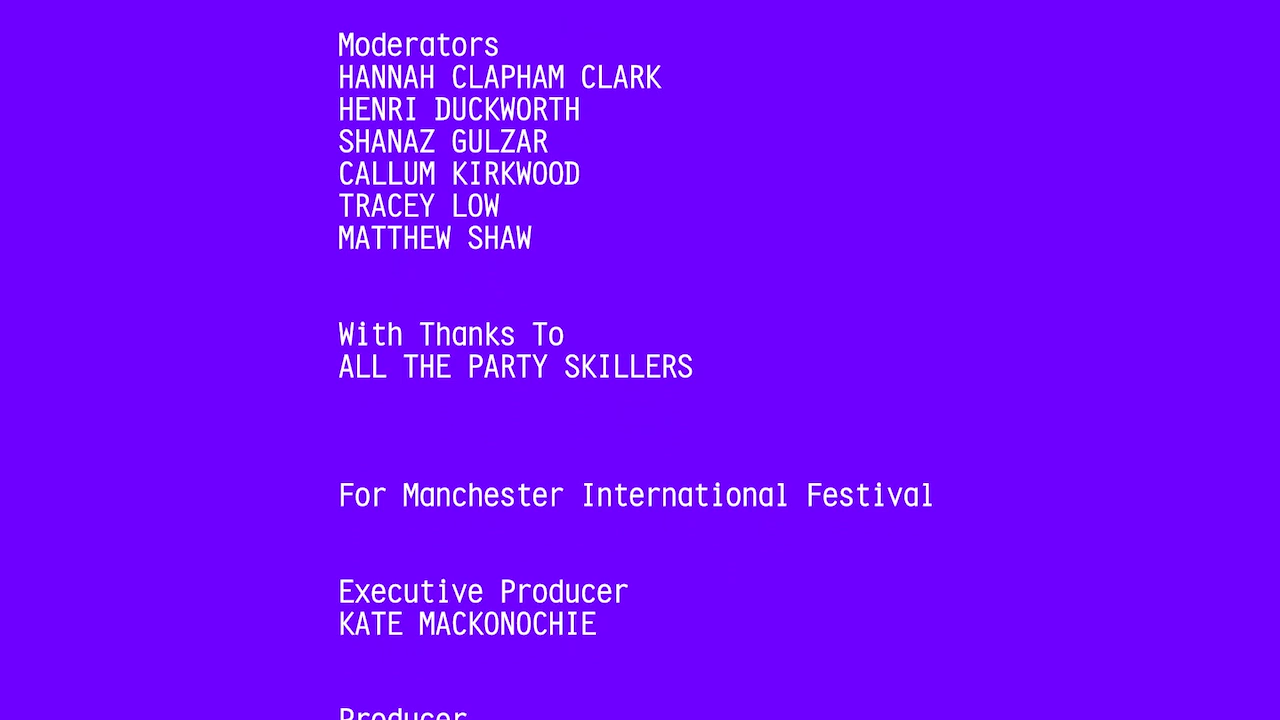 Moderators
HANNAH CLAPHAM CLARK
HENRI DUCKWORTH
SHANAZ GULZAR
CALLUM KIRKWOOD
TRACEY LOW
MATTHEW SHAW
With Thanks To
ALL THE PARTY SKILLERS
For Manchester International Festival
Executive Producer
KATE MACKONOCHIE
Producer